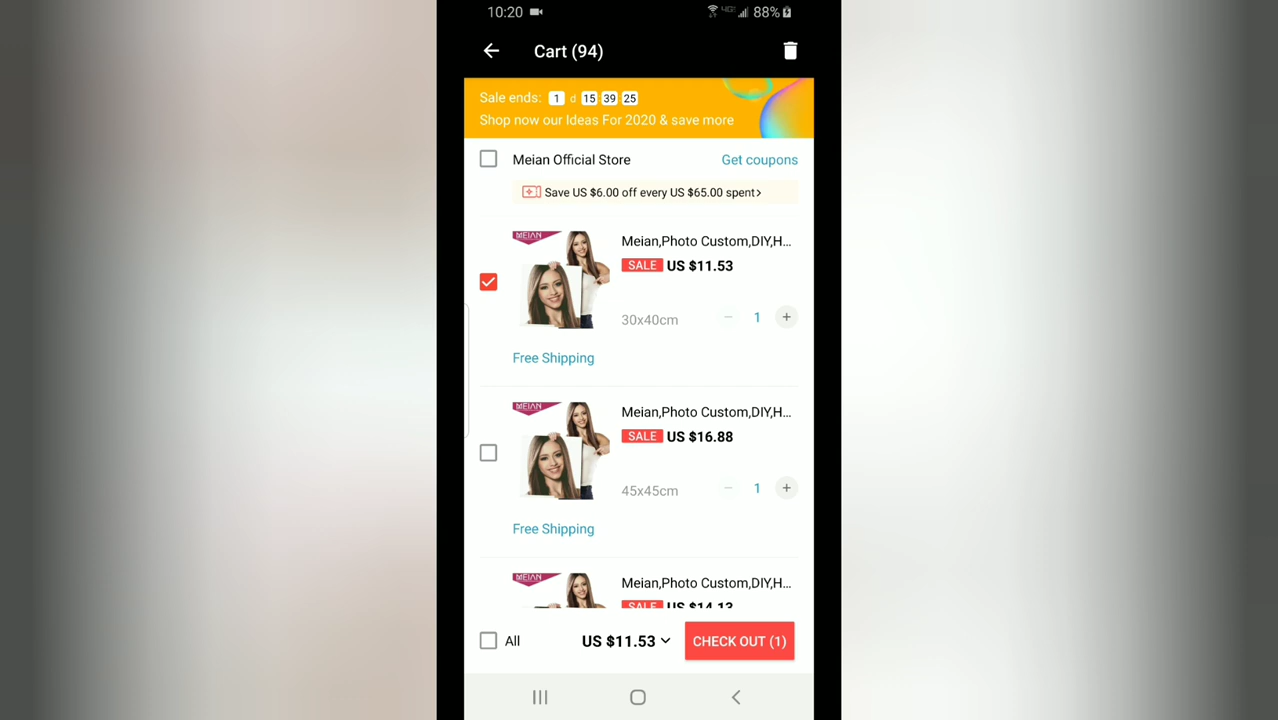 10:20 88%
Cart (94)
Sale ends: 1 d 15 39 25
Shop now our Ideas For 2020 & save more
Meian Official Store Get coupons
Save US $6.00 off every US $65.00 spent>
MEIAN
Meian,Photo Custom,DIY,H...
SALE US $11.53
30x40cm − 1 +
Free Shipping
MEIAN
Meian,Photo Custom,DIY,H...
SALE US $16.88
45x45cm − 1 +
Free Shipping
MEIAN
Meian,Photo Custom,DIY,H...
SALE US $14.13
All US $11.53 CHECK OUT (1)